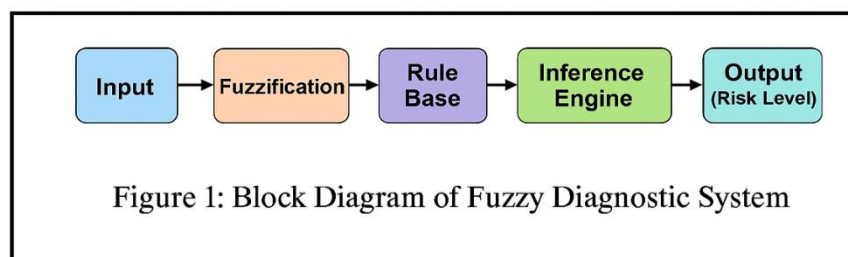 Input
Fuzzification
Rule
Base
Inference
Engine
Output
(Risk Level)
Figure 1: Block Diagram of Fuzzy Diagnostic System